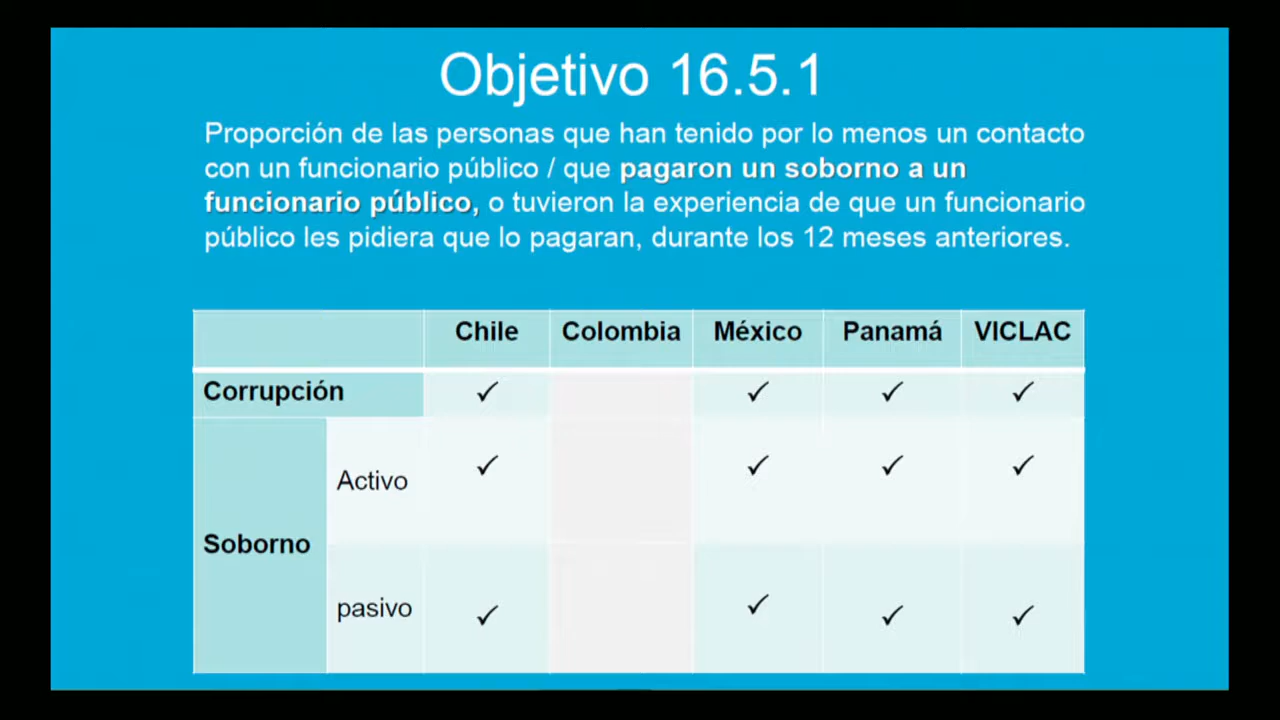 Objetivo 16.5.1
Proporción de las personas que han tenido por lo menos un contacto
con un funcionario público / que pagaron un soborno a un
funcionario público, o tuvieron la experiencia de que un funcionario
público les pidiera que lo pagaran, durante los 12 meses anteriores.
Chile Colombia México Panamá VICLAC
Corrupción ✓ ✓ ✓ ✓
Activo ✓ ✓ ✓ ✓
Soborno
pasivo ✓ ✓ ✓ ✓